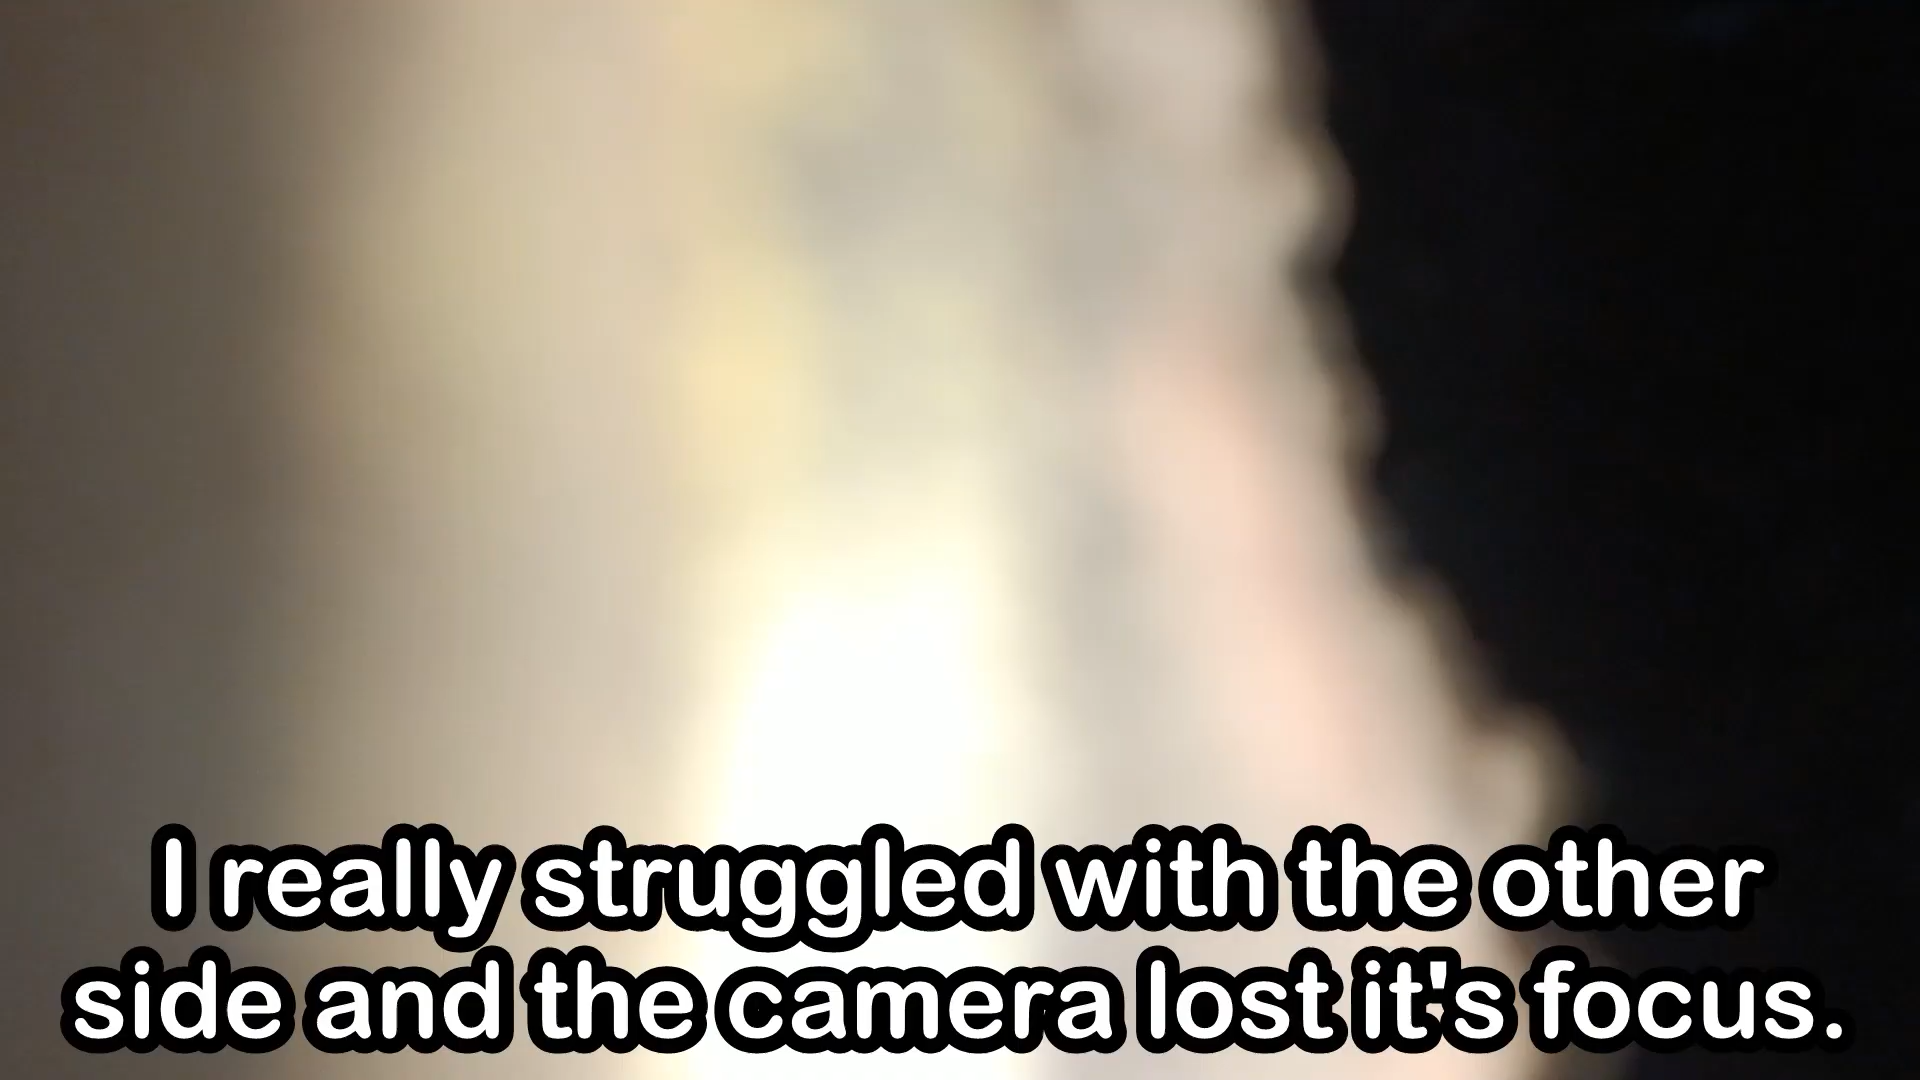 I really struggled with the other
side and the camera lost it's focus.